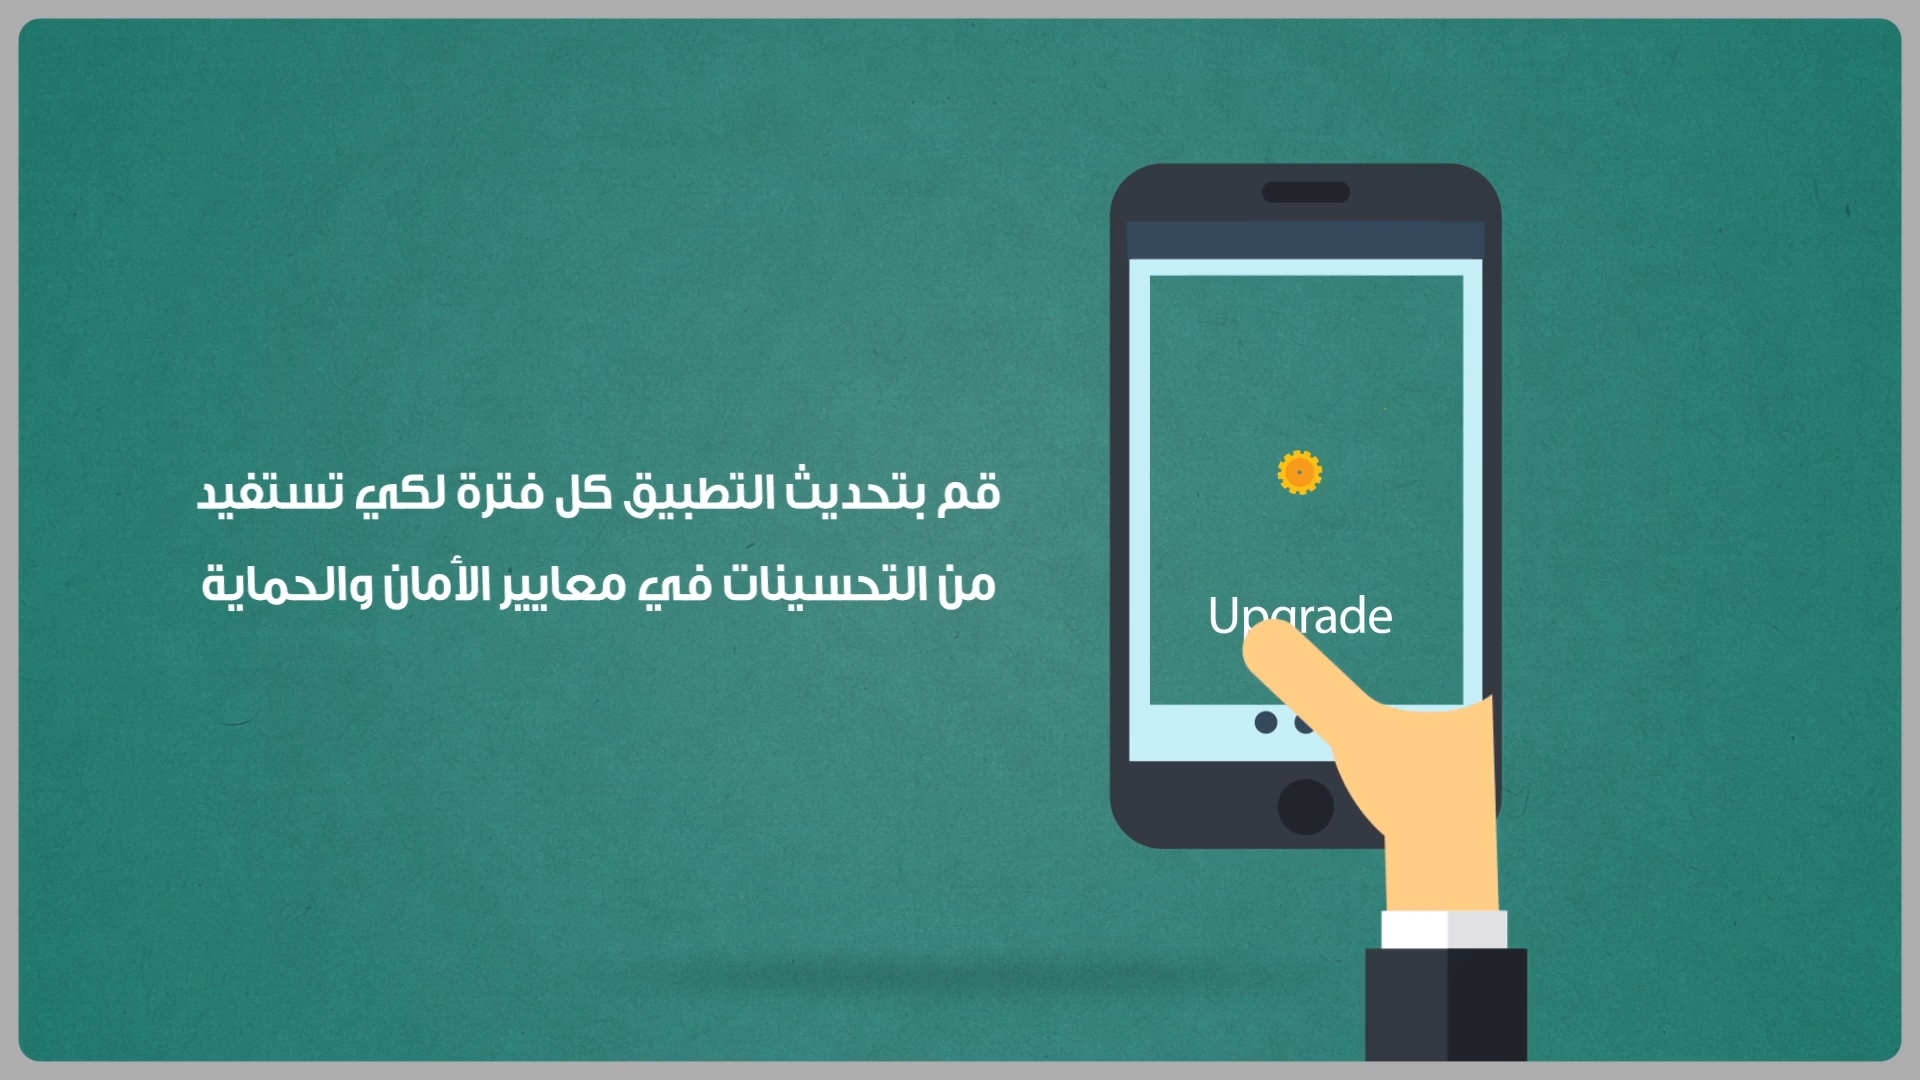 قم بتحديث التطبيق كل فترة لكي تستفيد
من التحسينات في معايير الأمان والحماية
Upgrade